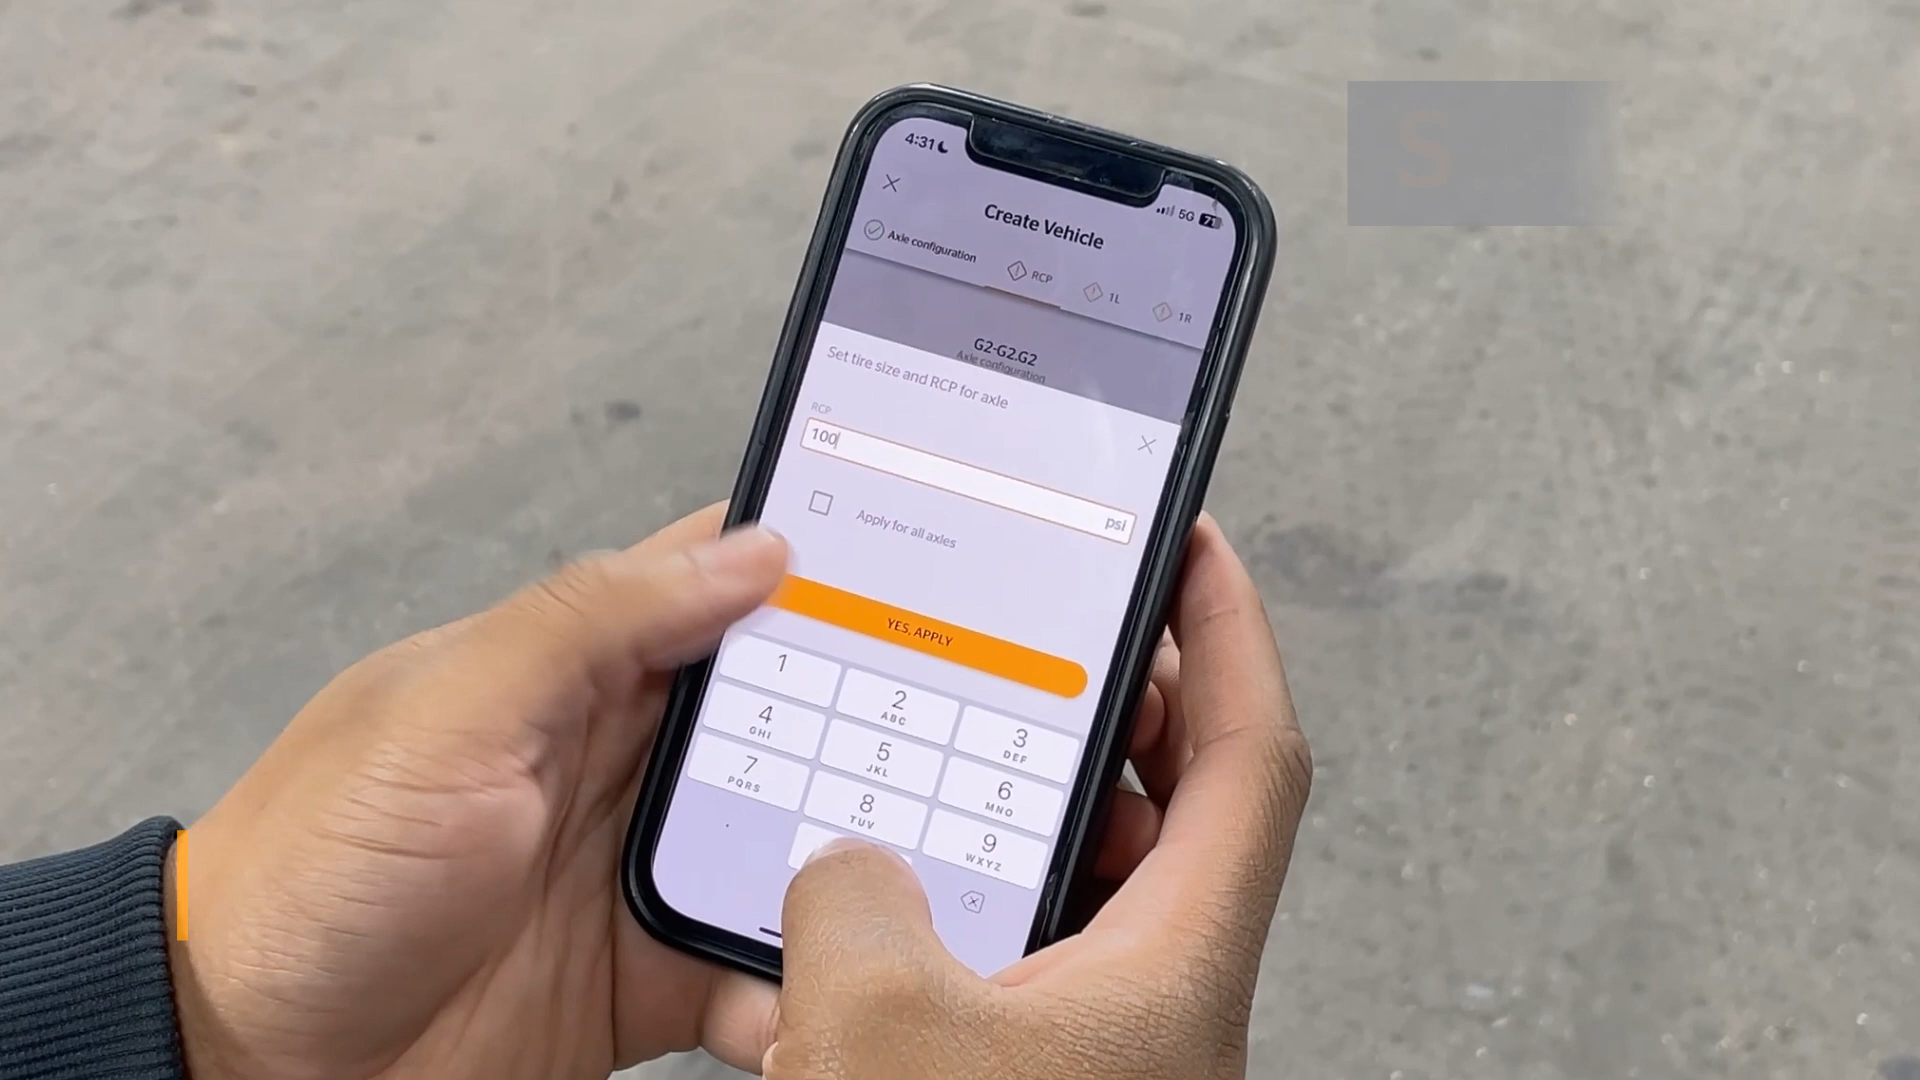 4:31
5G 71
Create Vehicle
Axle configuration
RCP
1L
1R
G2-G2.G2
Axle configuration
Set tire size and RCP for axle
RCP
100
psi
Apply for all axles
YES, APPLY
1
2
ABC
3
DEF
4
GHI
5
JKL
6
MNO
7
PQRS
8
TUV
9
WXYZ
S